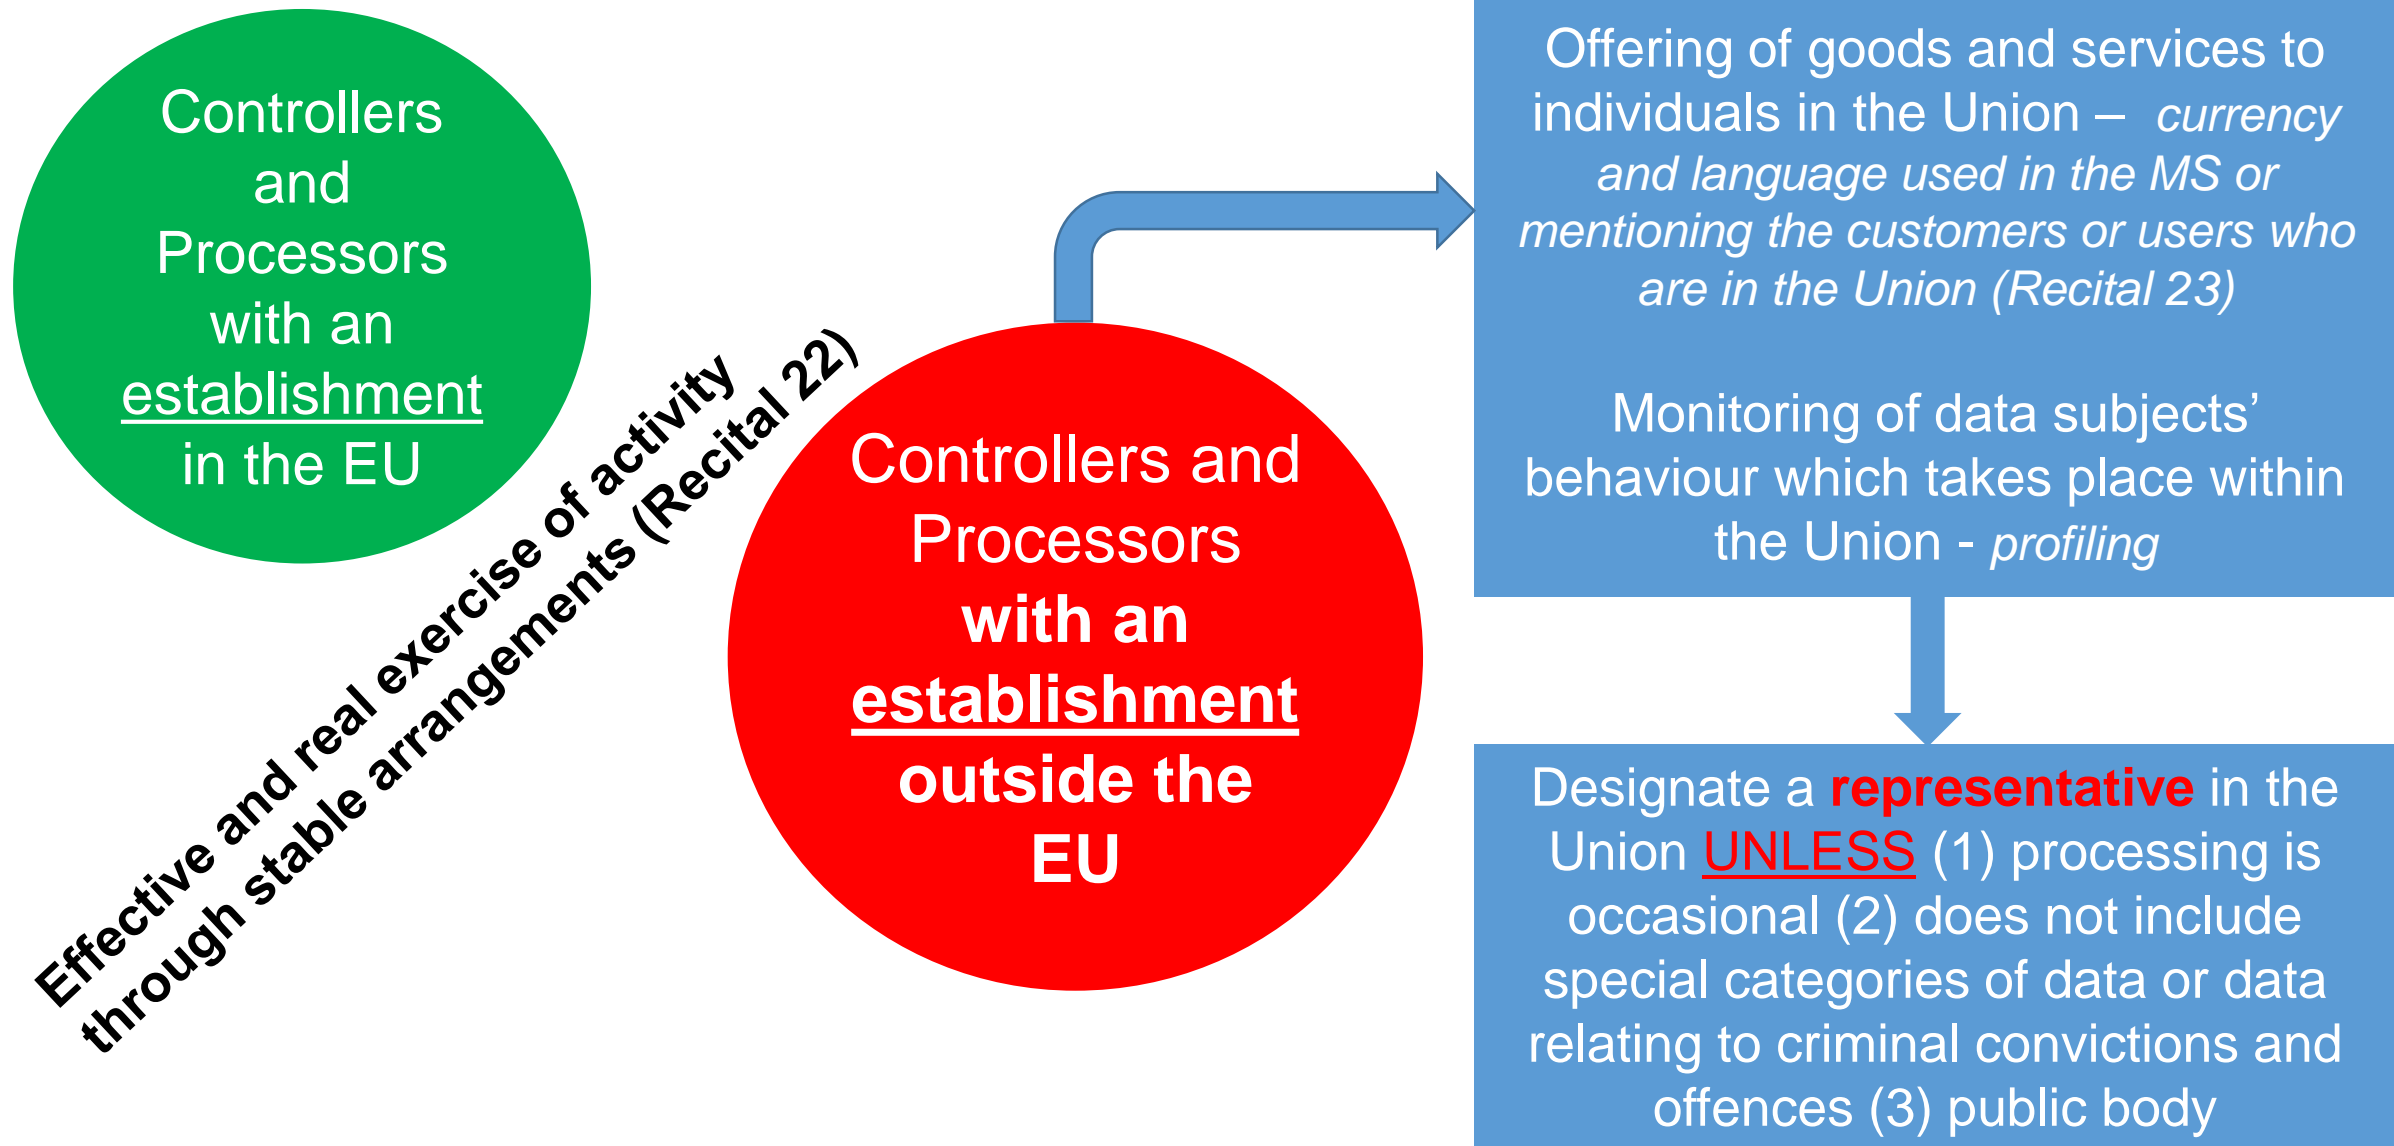 Controllers
and
Processors
with an
establishment
in the EU
Effective and real exercise of activity
through stable arrangements (Recital 22)
Controllers and
Processors
with an
establishment
outside the
EU
Offering of goods and services to
individuals in the Union – currency
and language used in the MS or
mentioning the customers or users who
are in the Union (Recital 23)
Monitoring of data subjects’
behaviour which takes place within
the Union - profiling
Designate a representative in the
Union UNLESS (1) processing is
occasional (2) does not include
special categories of data or data
relating to criminal convictions and
offences (3) public body